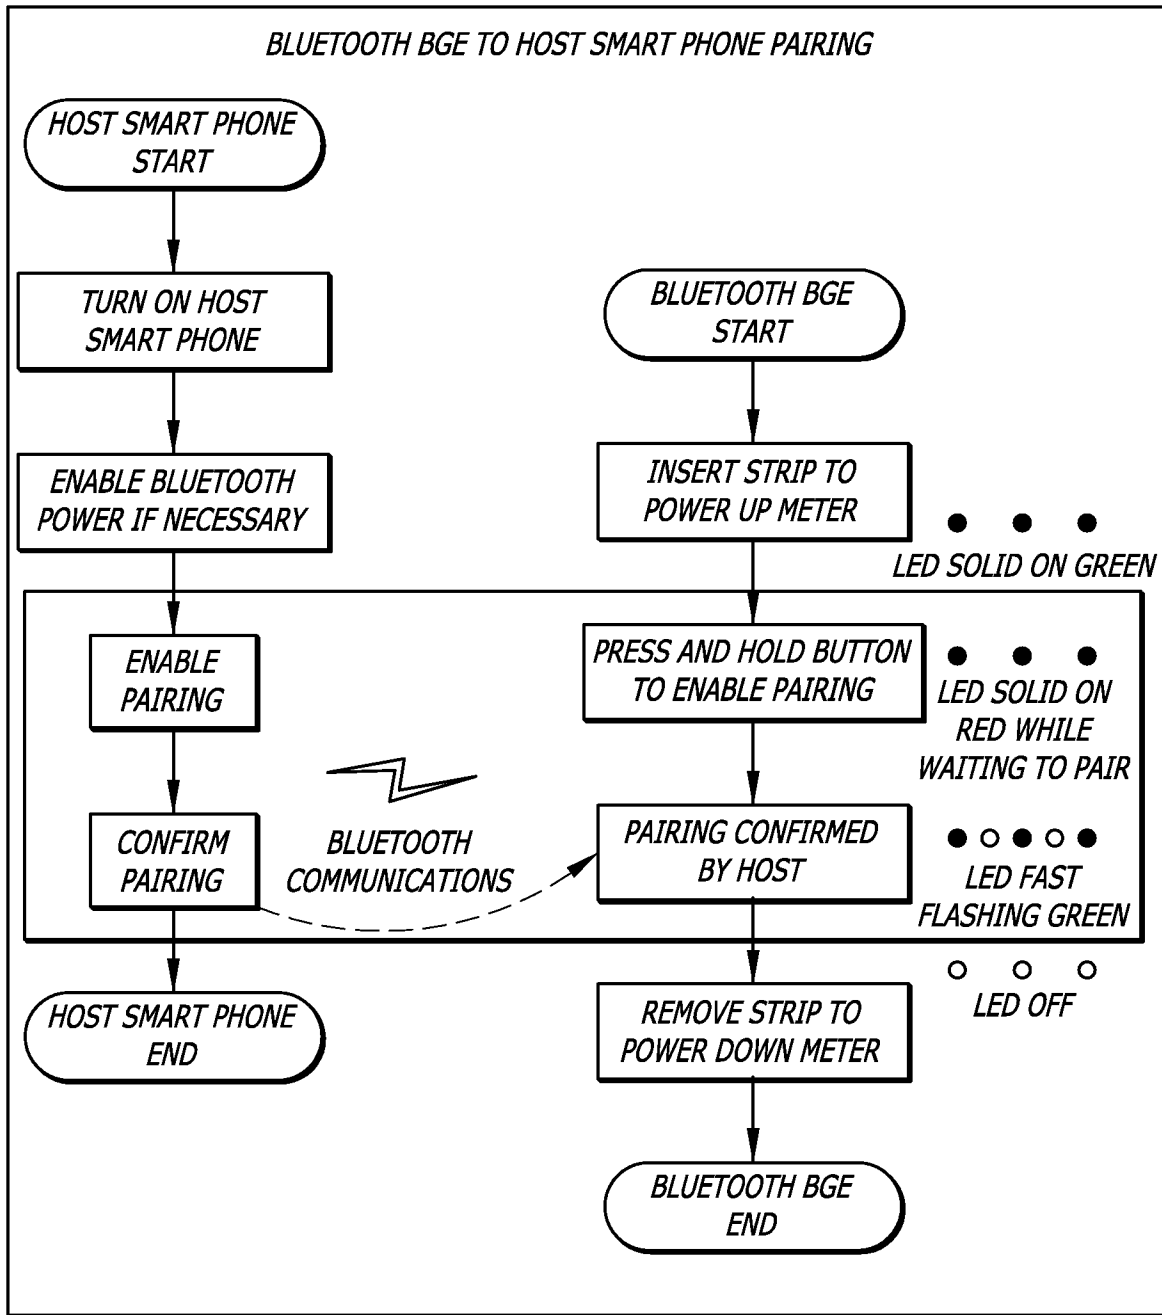 BLUETOOTH BGE TO HOST SMART PHONE PAIRING
HOST SMART PHONE
START
TURN ON HOST
SMART PHONE
ENABLE BLUETOOTH
POWER IF NECESSARY
ENABLE
PAIRING
CONFIRM
PAIRING
HOST SMART PHONE
END
BLUETOOTH
COMMUNICATIONS
BLUETOOTH BGE
START
INSERT STRIP TO
POWER UP METER
PRESS AND HOLD BUTTON
TO ENABLE PAIRING
PAIRING CONFIRMED
BY HOST
REMOVE STRIP TO
POWER DOWN METER
BLUETOOTH BGE
END
LED SOLID ON GREEN
LED SOLID ON
RED WHILE
WAITING TO PAIR
LED FAST
FLASHING GREEN
LED OFF